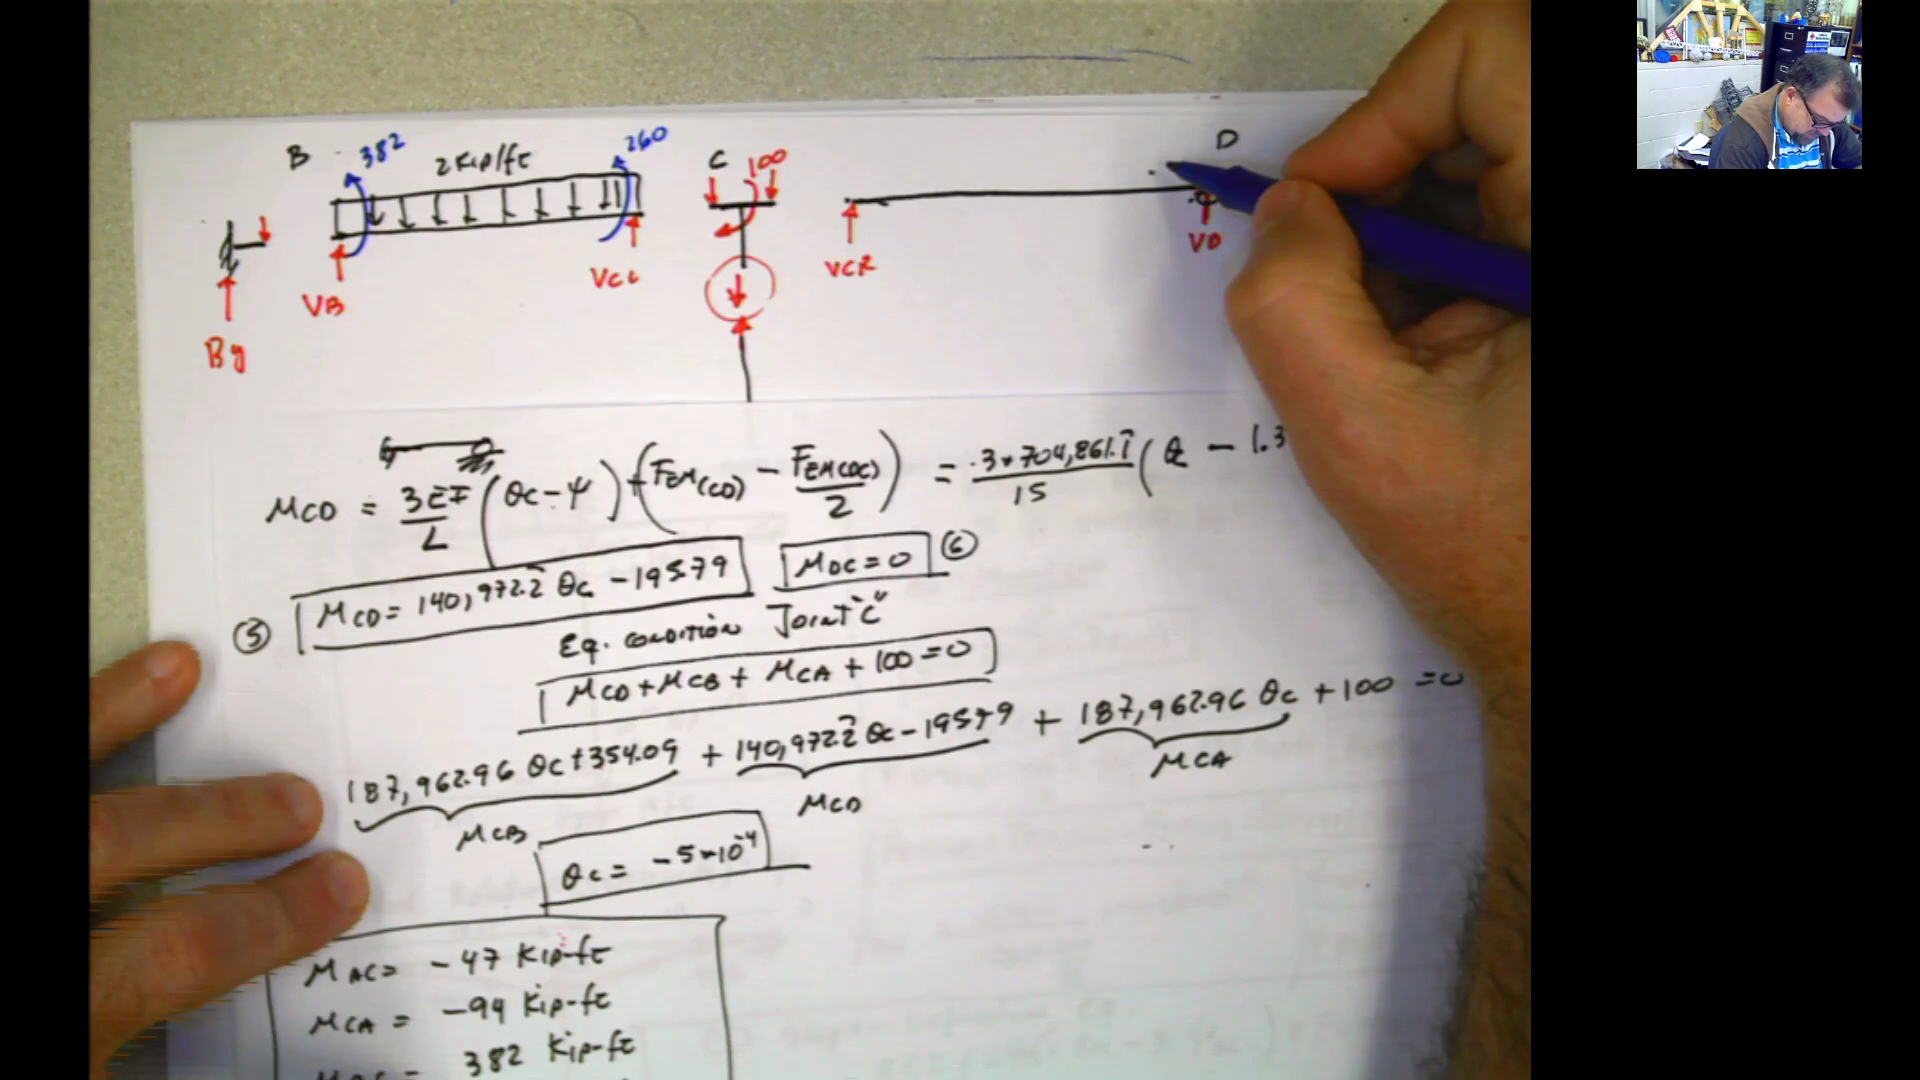 B 382 2 Kip/ft 260 C 100 D
VB VCL VCR VD
By
MCD = 3EI/L (θc - Ψ) + (FEM(CD) - FEM(DC)/2) = 3*704,861.1/15 (θc - 1.3
⑤ MCD = 140,972.2 θc - 195.79 MDC = 0 ⑥
Eq. condition Joint "C"
MCD + MCB + MCA + 100 = 0
187,962.96 θc + 354.09 + 140,972.2 θc - 195.79 + 187,962.96 θc + 100 = 0
MCB MCD MCA
θc = -5*10^-4
MAC = -47 Kip-ft
MCA = -94 Kip-ft
382 Kip-ft